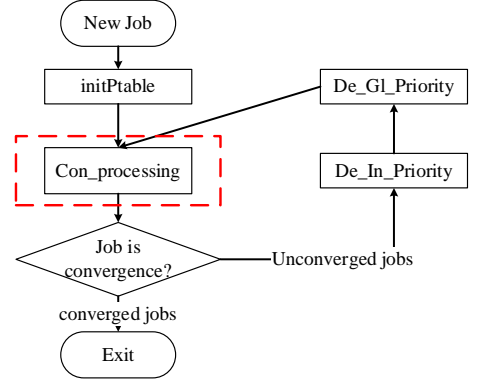 New Job
initPtable
De_Gl_Priority
Con_processing
De_In_Priority
Job is
convergence?
Unconverged jobs
converged jobs
Exit